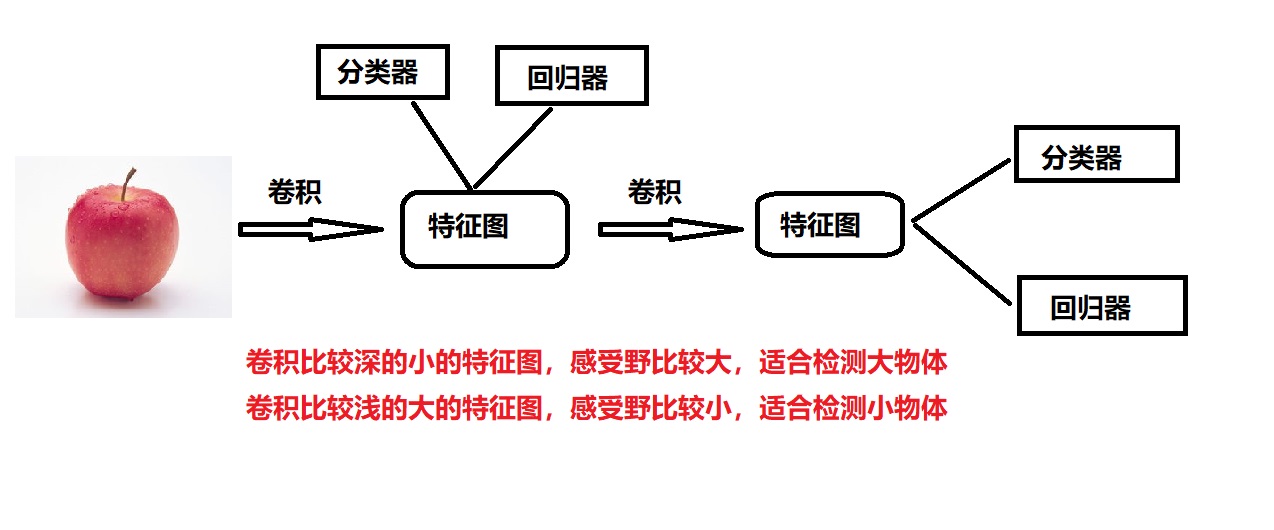 分类器
回归器
卷积
特征图
卷积
特征图
分类器
回归器
卷积比较深的小的特征图，感受野比较大，适合检测大物体
卷积比较浅的大的特征图，感受野比较小，适合检测小物体